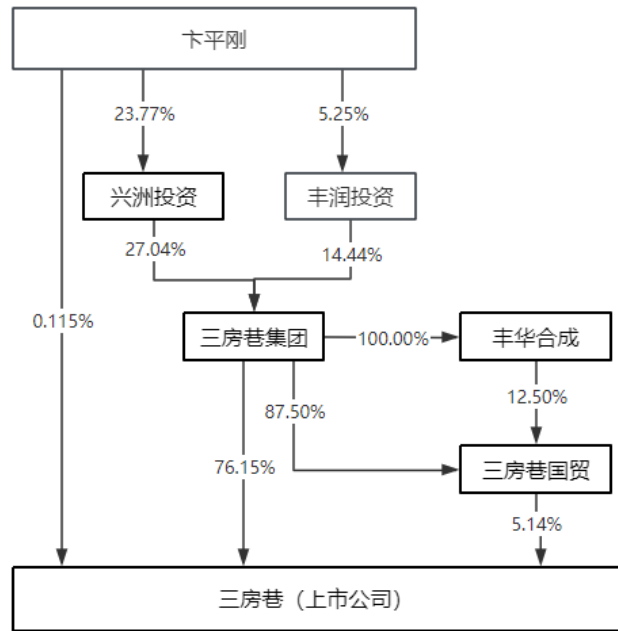 卞平刚
23.77%
5.25%
兴洲投资
丰润投资
27.04%
14.44%
0.115%
三房巷集团
100.00%
丰华合成
87.50%
12.50%
76.15%
三房巷国贸
5.14%
三房巷（上市公司）